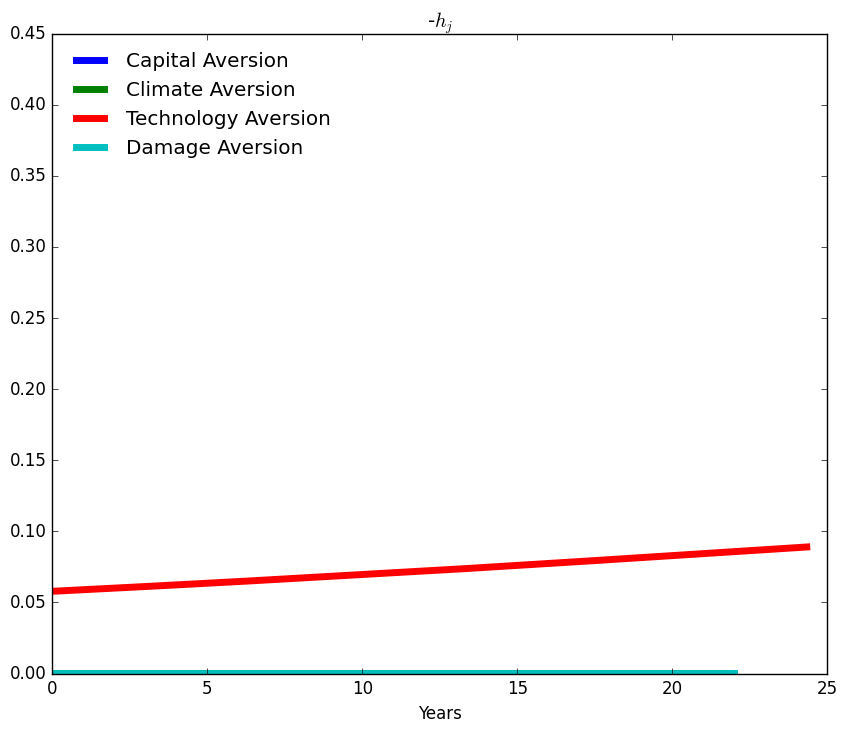 -h_j
0.45
Capital Aversion
Climate Aversion
0.40
Technology Aversion
Damage Aversion
0.35
0.30
0.25
0.20
0.15
0.10
0.05
0.00
0 5 10 15 20 25
Years